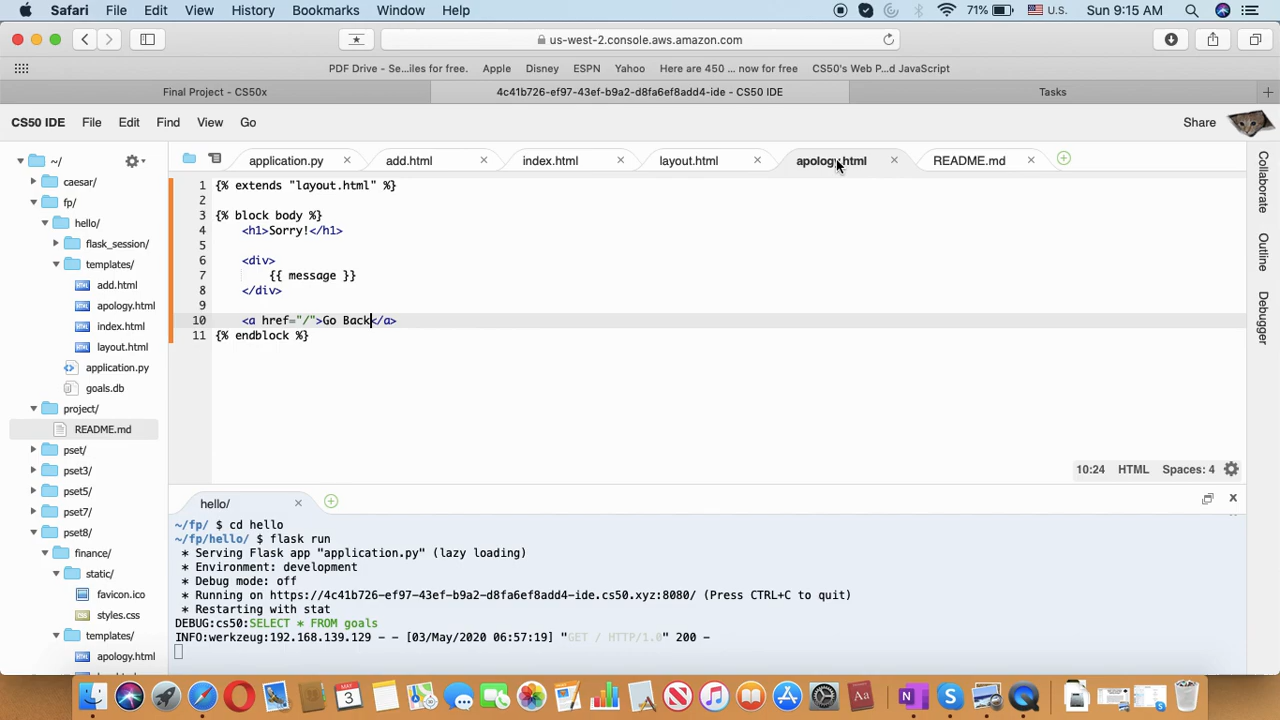 Safari File Edit View History Bookmarks Window Help 71% U.S. Sun 9:15 AM
us-west-2.console.aws.amazon.com
PDF Drive - Se...iles for free. Apple Disney ESPN Yahoo Here are 450 ... now for free CS50's Web P...d JavaScript
Final Project - CS50x 4c41b726-ef97-43ef-b9a2-d8fa6ef8add4-ide - CS50 IDE Tasks
CS50 IDE File Edit Find View Go Share
~/ application.py add.html index.html layout.html apology.html README.md
caesar/
fp/
hello/
flask_session/
templates/
add.html
apology.html
index.html
layout.html
application.py
goals.db
project/
README.md
pset/
pset3/
pset5/
pset7/
pset8/
finance/
static/
favicon.ico
styles.css
templates/
apology.html
1 {% extends "layout.html" %}
2
3 {% block body %}
4 <h1>Sorry!</h1>
5
6 <div>
7 {{ message }}
8 </div>
9
10 <a href="/">Go Back</a>
11 {% endblock %}
10:24 HTML Spaces: 4
Collaborate
Outline
Debugger
hello/
~/fp/ $ cd hello
~/fp/hello/ $ flask run
* Serving Flask app "application.py" (lazy loading)
* Environment: development
* Debug mode: off
* Running on https://4c41b726-ef97-43ef-b9a2-d8fa6ef8add4-ide.cs50.xyz:8080/ (Press CTRL+C to quit)
* Restarting with stat
DEBUG:cs50:SELECT * FROM goals
INFO:werkzeug:192.168.139.129 - - [03/May/2020 06:57:19] "GET / HTTP/1.0" 200 -
MAY
3